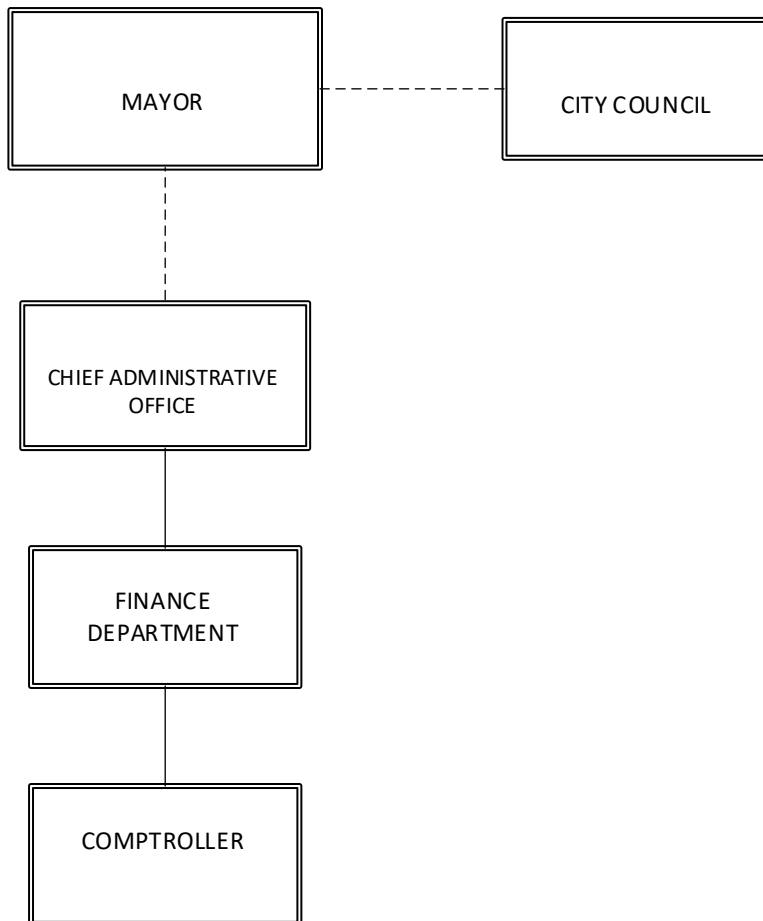 MAYOR
CITY COUNCIL
CHIEF ADMINISTRATIVE
OFFICE
FINANCE
DEPARTMENT
COMPTROLLER